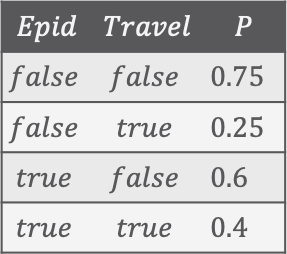 Epid Travel P
false false 0.75
false true 0.25
true false 0.6
true true 0.4